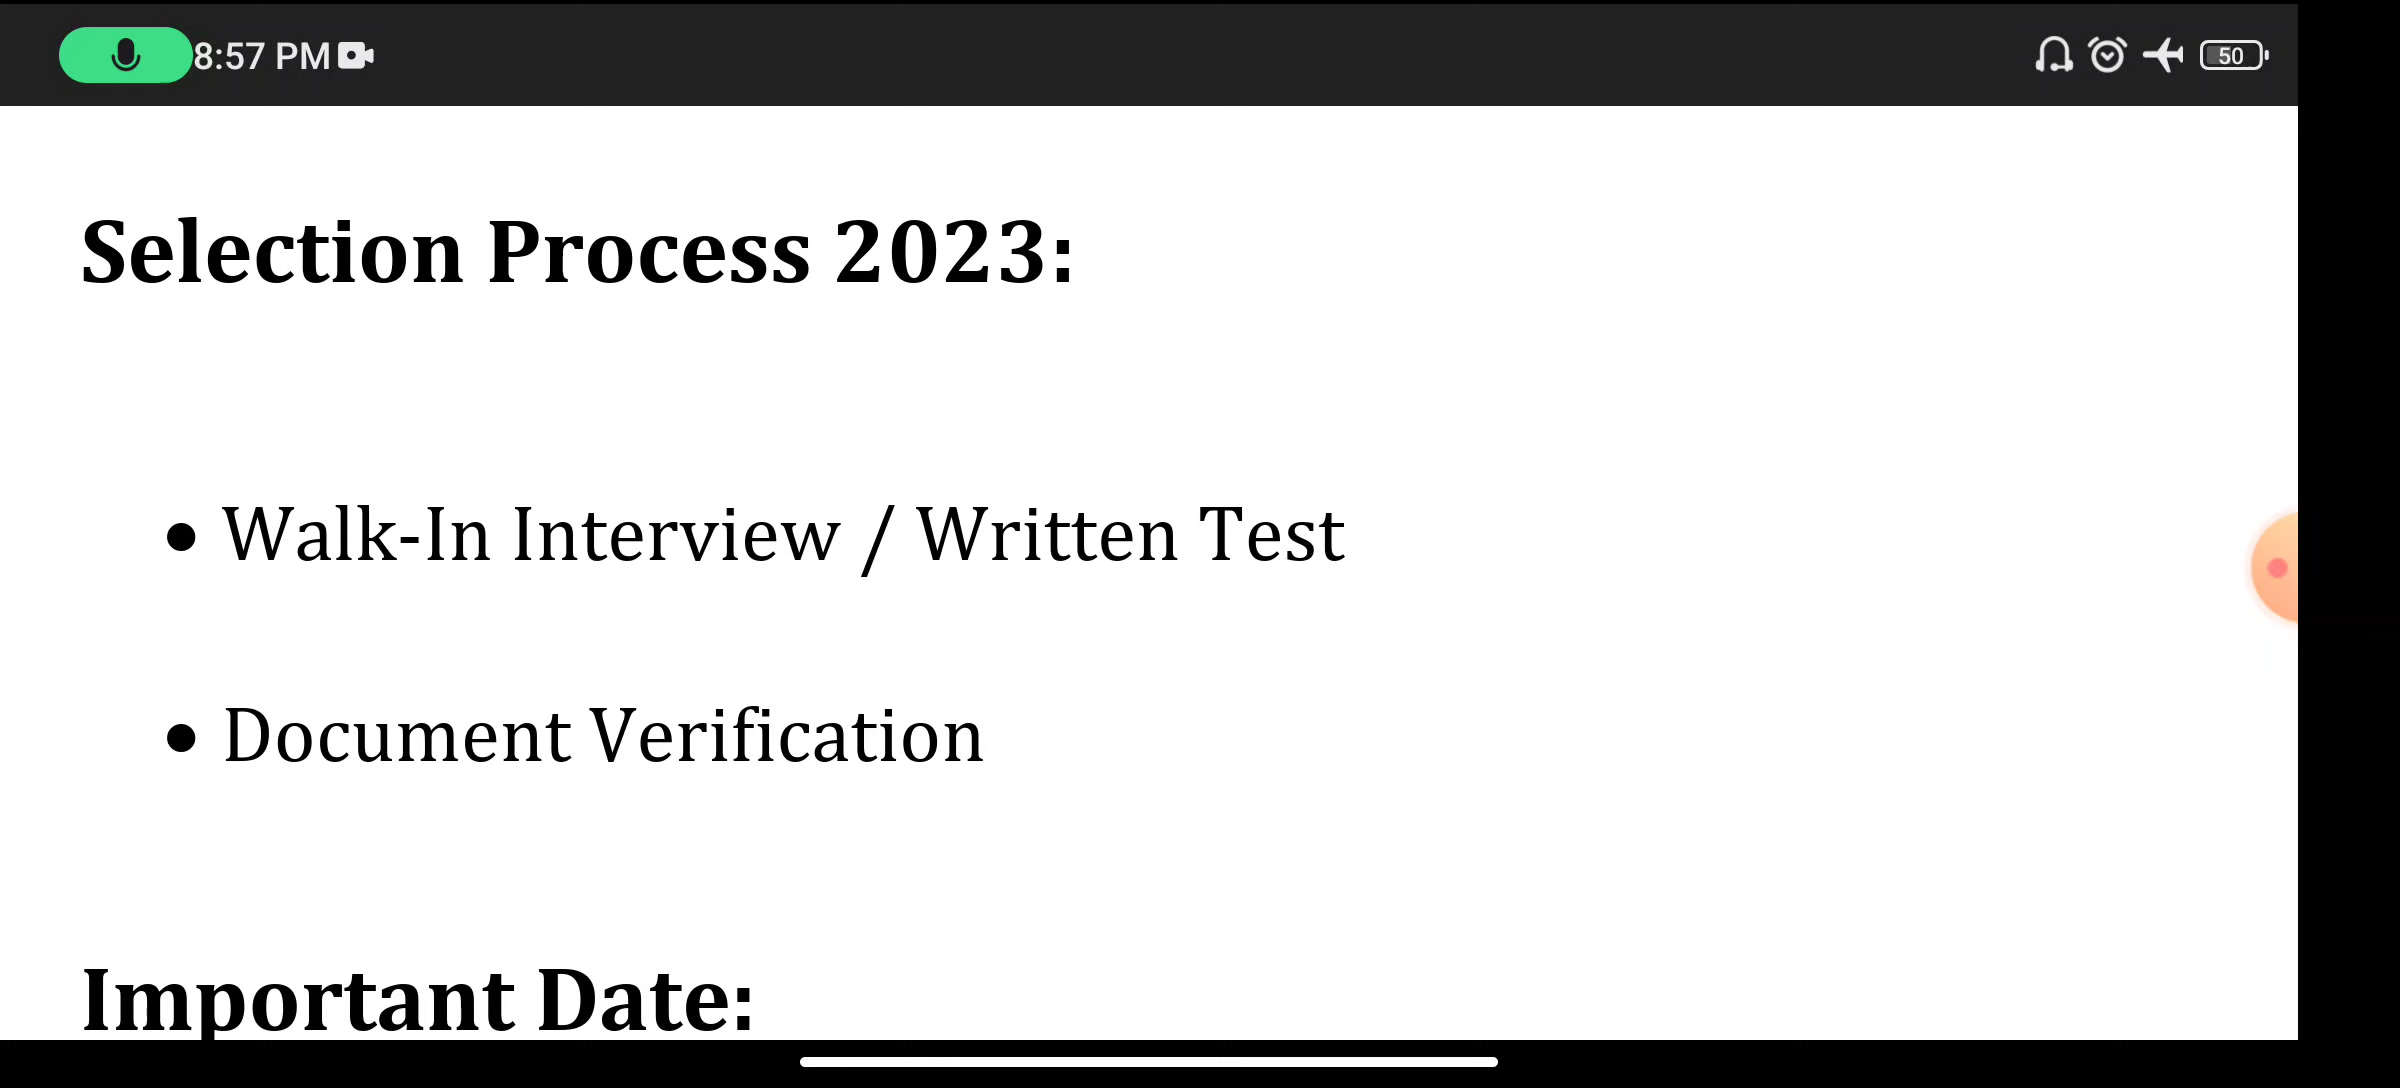 8:57 PM
50
Selection Process 2023:
• Walk-In Interview / Written Test
• Document Verification
Important Date: